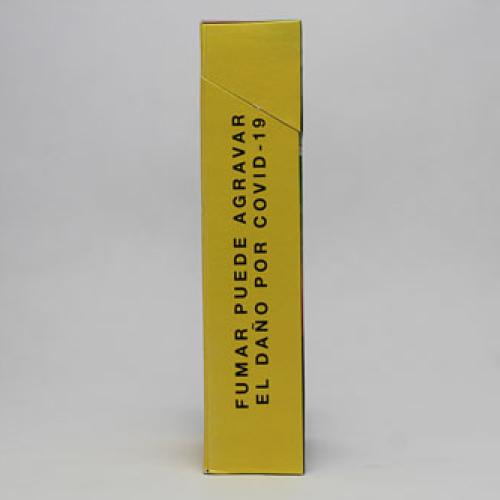 FUMAR PUEDE AGRAVAR
EL DAÑO POR COVID-19